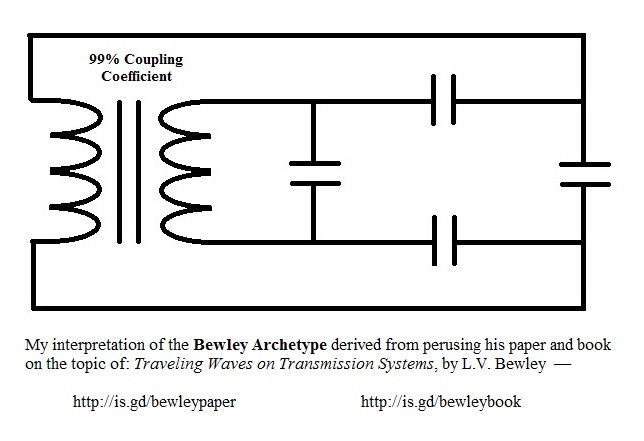 99% Coupling
Coefficient
My interpretation of the Bewley Archetype derived from perusing his paper and book
on the topic of: Traveling Waves on Transmission Systems, by L.V. Bewley —
http://is.gd/bewleypaper http://is.gd/bewleybook